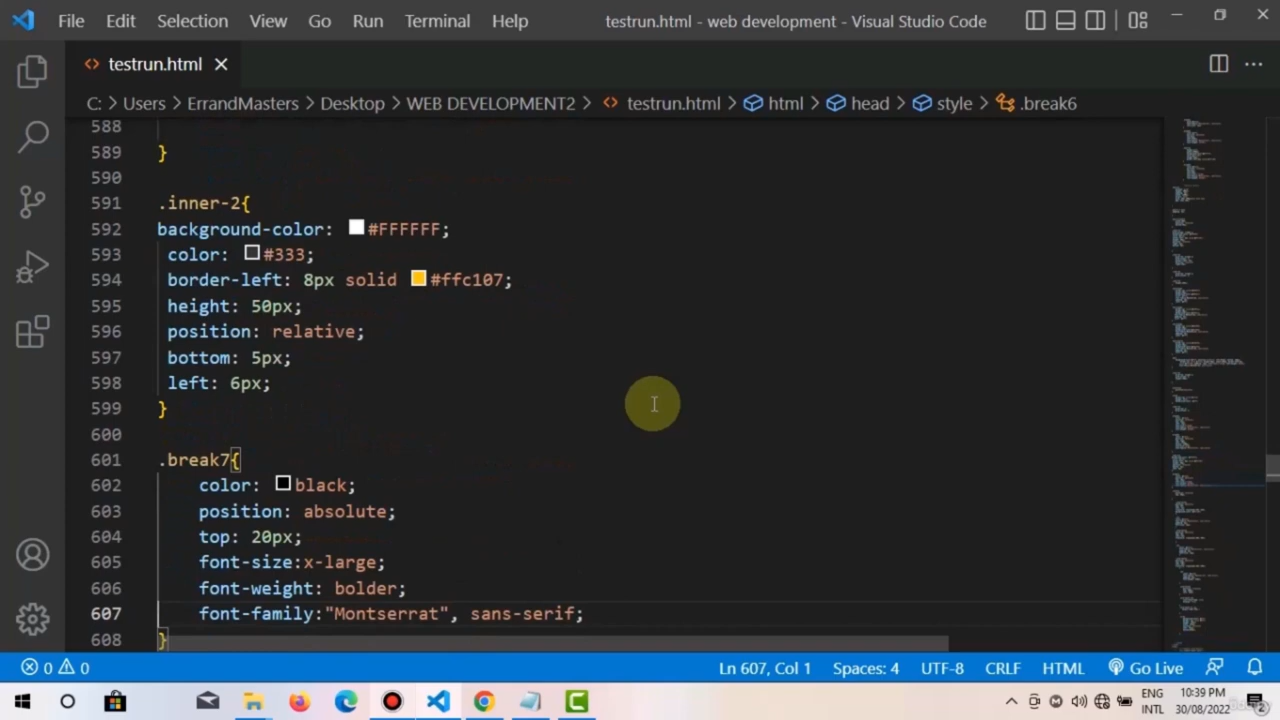 File Edit Selection View Go Run Terminal Help testrun.html - web development - Visual Studio Code
testrun.html
C: > Users > ErrandMasters > Desktop > WEB DEVELOPMENT2 > testrun.html > html > head > style > .break6
588
589 }
590
591 .inner-2{
592 background-color: #FFFFFF;
593 color: #333;
594 border-left: 8px solid #ffc107;
595 height: 50px;
596 position: relative;
597 bottom: 5px;
598 left: 6px;
599 }
600
601 .break7{
602 color: black;
603 position: absolute;
604 top: 20px;
605 font-size:x-large;
606 font-weight: bolder;
607 font-family:"Montserrat", sans-serif;
608 }
0 0 Ln 607, Col 1 Spaces: 4 UTF-8 CRLF HTML Go Live
ENG 10:39 PM
INTL 30/08/2022 2